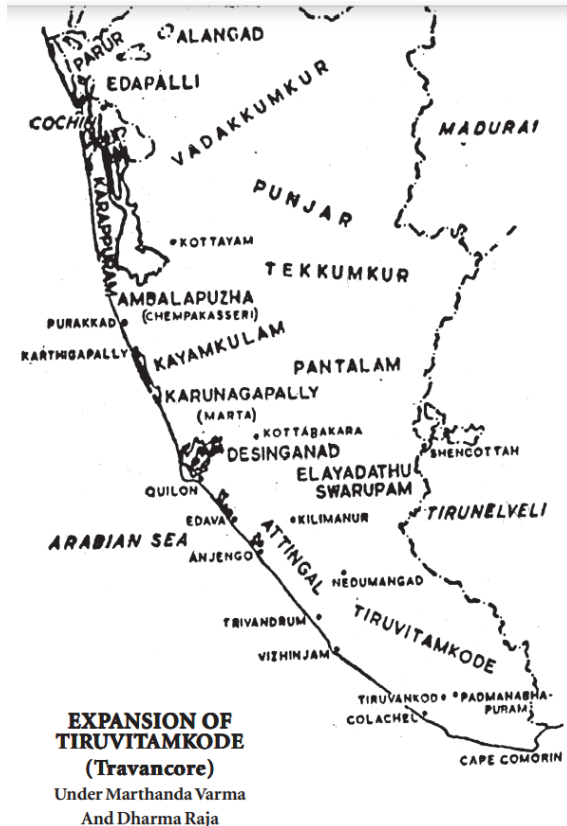 ALANGAD
PARUR
EDAPALLI
COCHIN
VADAKKUMKUR
MADURAI
KARAPPURAM
PUNJAR
KOTTAYAM
TEKKUMKUR
AMBALAPUZHA
(CHEMPAKASSERI)
PURAKKAD
KARTHIGAPALLY
KAYAMKULAM
PANTALAM
KARUNAGAPALLY
(MARTA)
KOTTABAKARA
DESINGANAD
SHENCOTTAH
ELAYADATHU
SWARUPAM
QUILON
TIRUNELVELI
EDAVA
KILIMANUR
ARABIAN SEA
ATTINGAL
ANJENGO
NEDUMANGAD
TRIVANDRUM
TIRUVITAMKODE
VIZHINJAM
TIRUVANKOD
PADMANABHA-
PURAM
COLACHEL
CAPE COMORIN
EXPANSION OF
TIRUVITAMKODE
(Travancore)
Under Marthanda Varma
And Dharma Raja